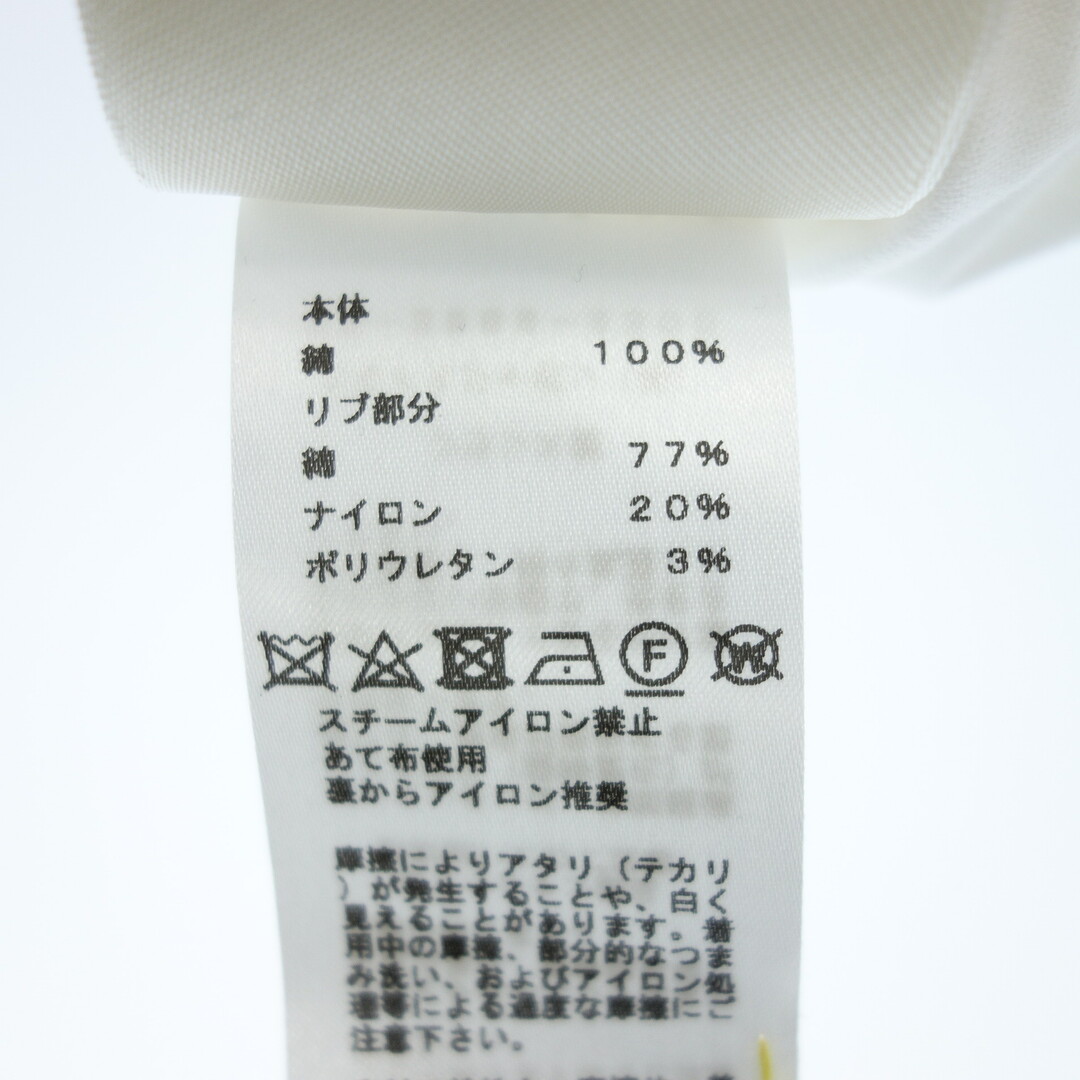 本体
綿 100%
リブ部分
綿 77%
ナイロン 20%
ポリウレタン 3%
F W
スチームアイロン禁止
あて布使用
裏からアイロン推奨
摩擦によりアタリ（テカリ
）が発生することや、白く
見えることがあります。着
用中の摩擦、部分的なつま
み洗い、およびアイロン処
理等による過度な摩擦にご
注意下さい。